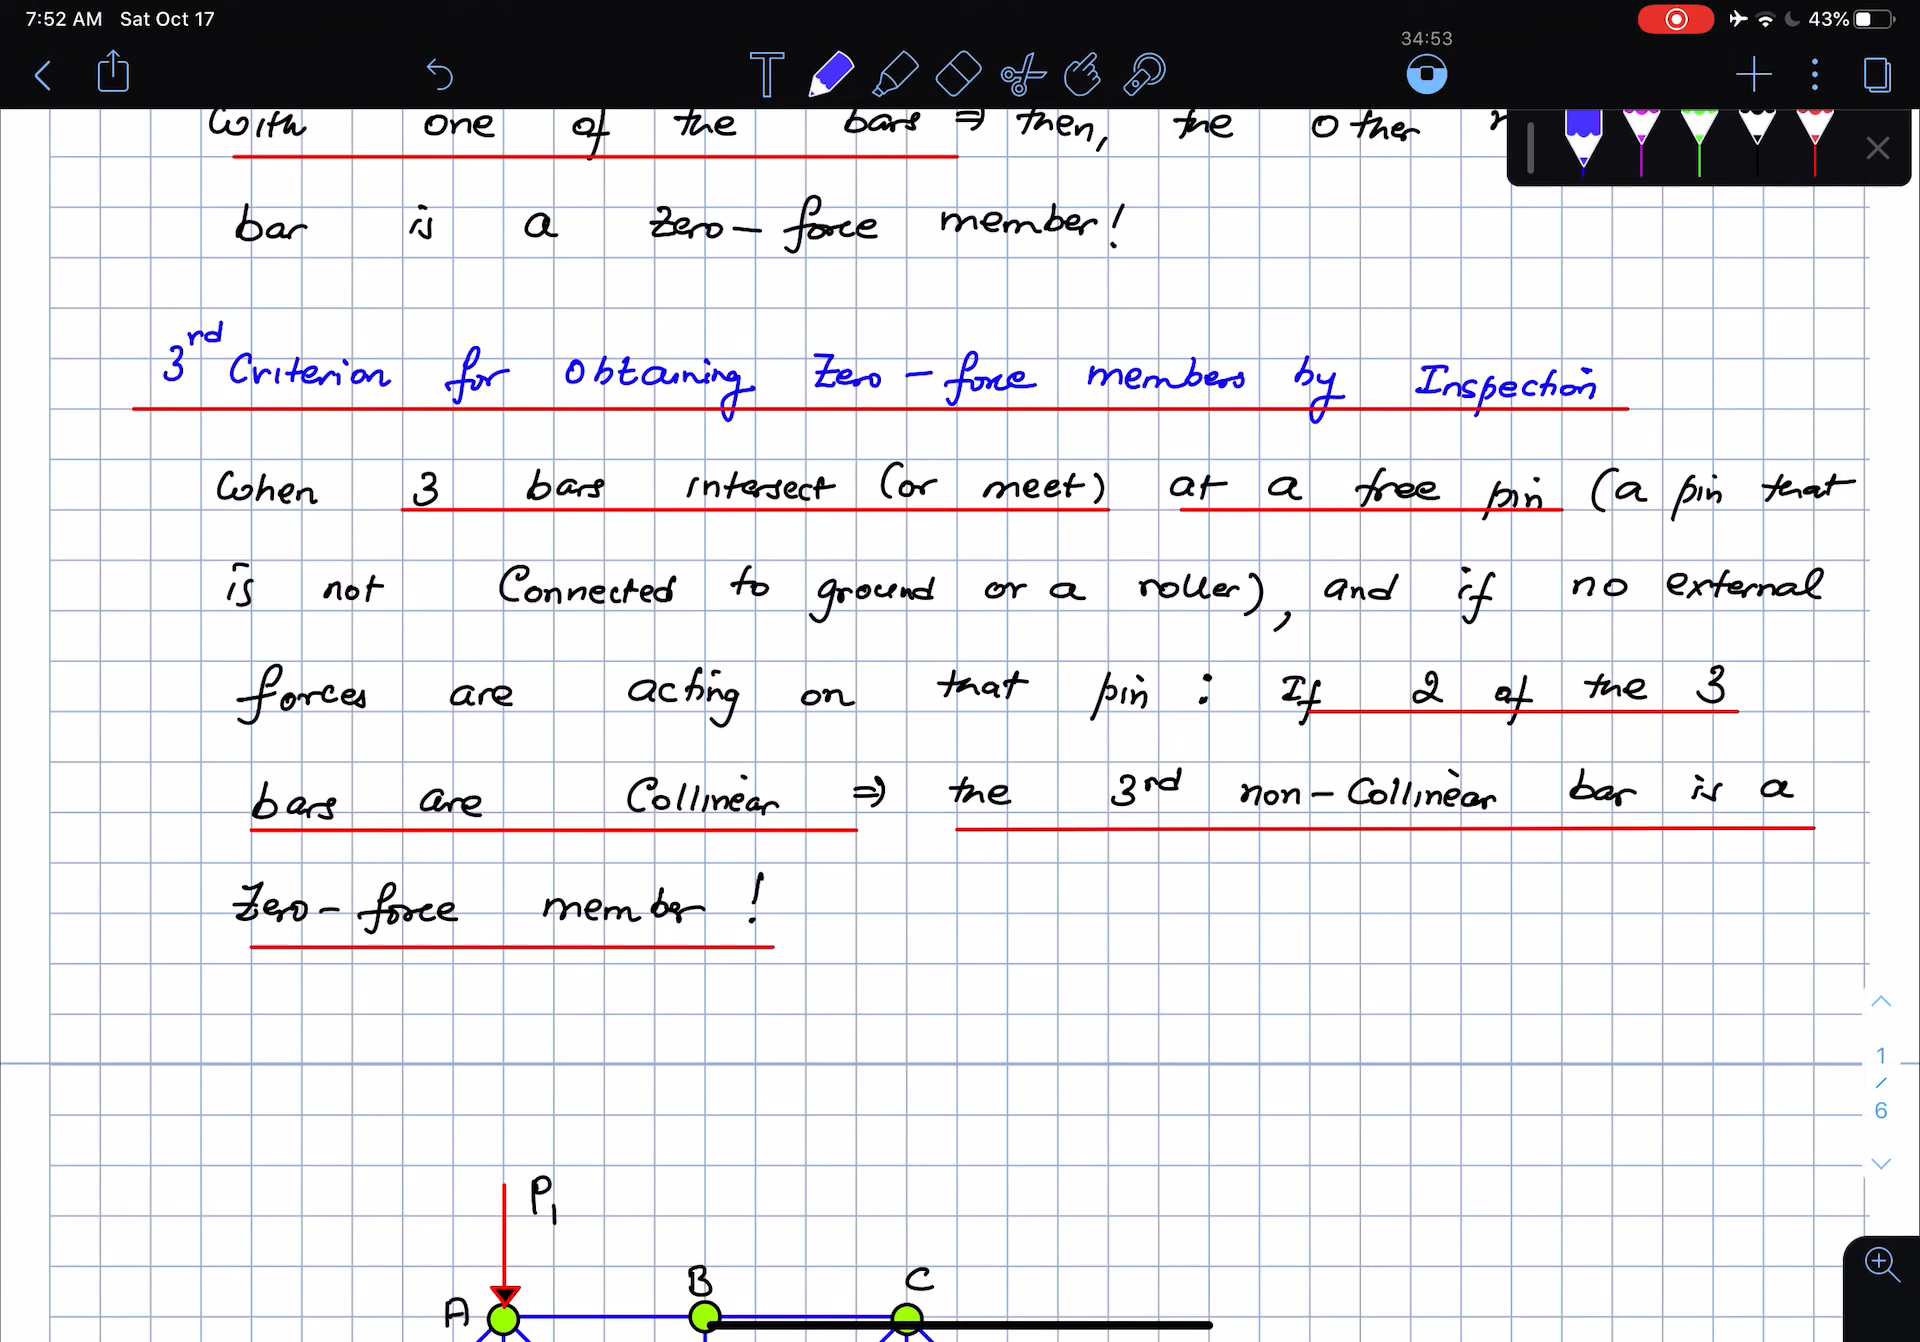 7:52 AM Sat Oct 17
43%
34:53
With one of the bars ⇒ then, the other
bar is a Zero-force member!
3rd Criterion for Obtaining Zero-force members by Inspection
When 3 bars intersect (or meet) at a free pin (a pin that
is not Connected to ground or a roller), and if no external
forces are acting on that pin : If 2 of the 3
bars are Collinear ⇒ the 3rd non-Collinear bar is a
Zero-force member !
1
/
6
P1
B C
A